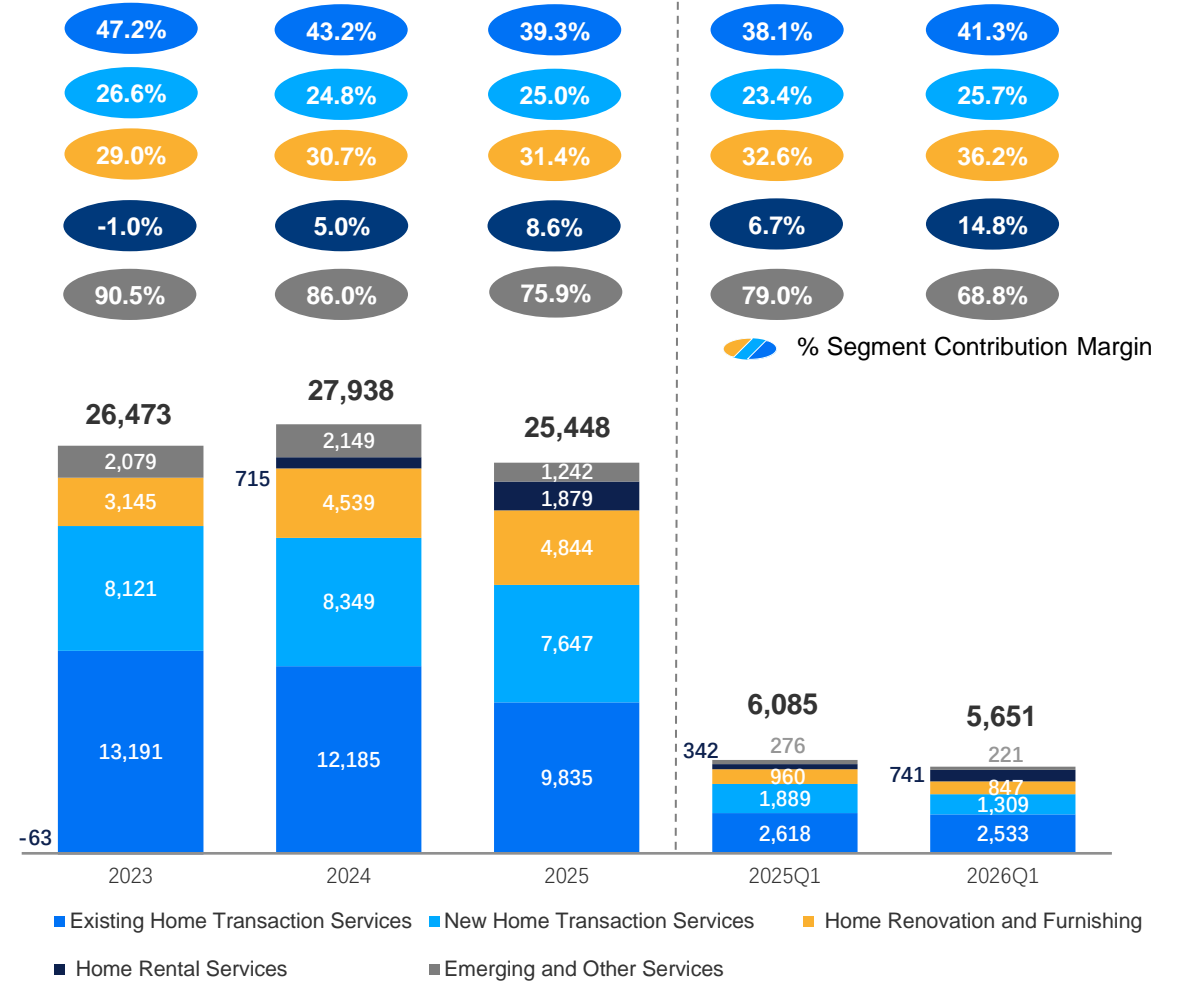 47.2% 43.2% 39.3% 38.1% 41.3%
26.6% 24.8% 25.0% 23.4% 25.7%
29.0% 30.7% 31.4% 32.6% 36.2%
-1.0% 5.0% 8.6% 6.7% 14.8%
90.5% 86.0% 75.9% 79.0% 68.8%
% Segment Contribution Margin
26,473 27,938 25,448 6,085 5,651
2,079 2,149 1,242 276 221
715 1,879 342 741
3,145 4,539 4,844 960 847
8,121 8,349 7,647 1,889 1,309
13,191 12,185 9,835 2,618 2,533
-63
2023 2024 2025 2025Q1 2026Q1
Existing Home Transaction Services New Home Transaction Services Home Renovation and Furnishing
Home Rental Services Emerging and Other Services